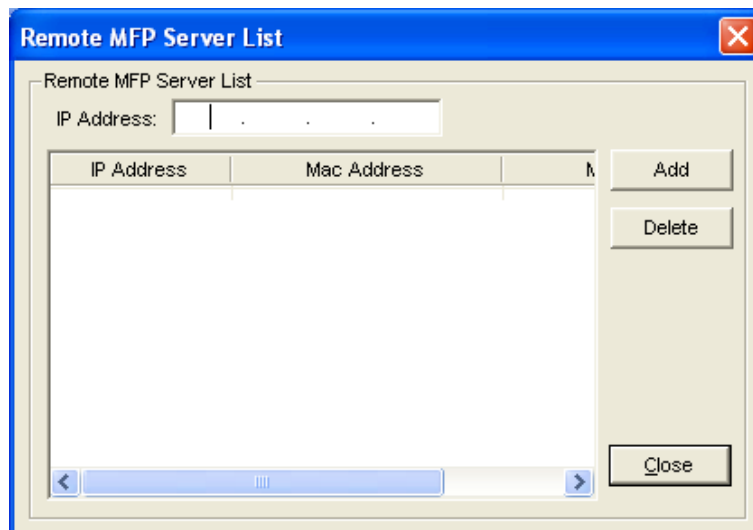 Remote MFP Server List
Remote MFP Server List
IP Address: . . .
IP Address Mac Address
Add
Delete
Close